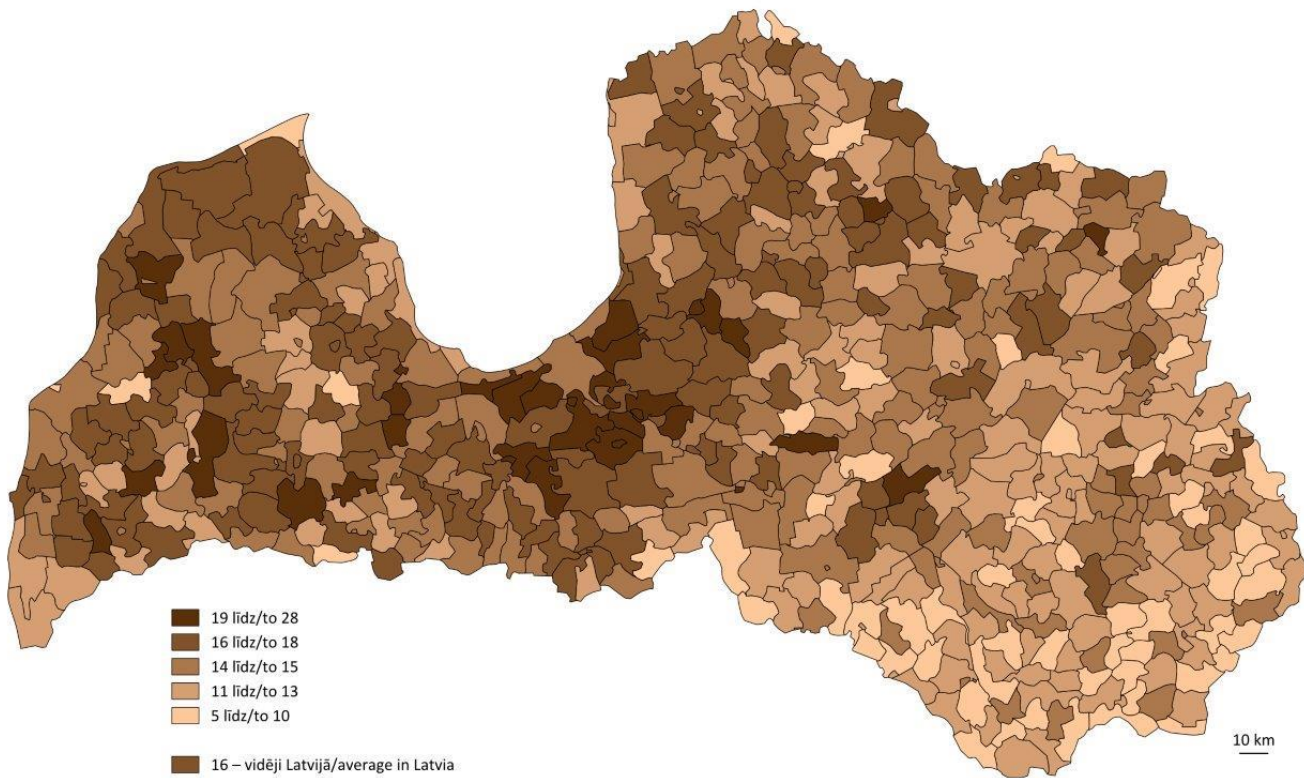 19 līdz/to 28
16 līdz/to 18
14 līdz/to 15
11 līdz/to 13
5 līdz/to 10
16 – vidēji Latvijā/average in Latvia
10 km